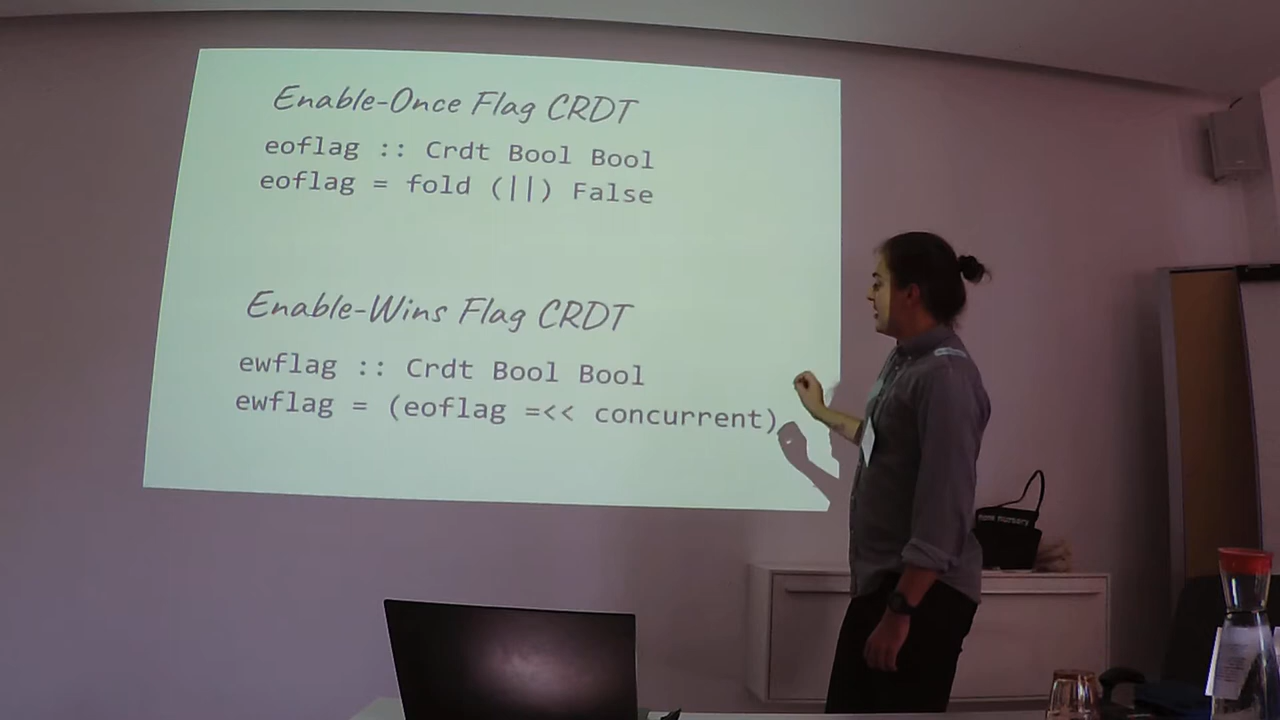 Enable-Once Flag CRDT
eoflag :: Crdt Bool Bool
eoflag = fold (||) False
Enable-Wins Flag CRDT
ewflag :: Crdt Bool Bool
ewflag = (eoflag =<< concurrent)